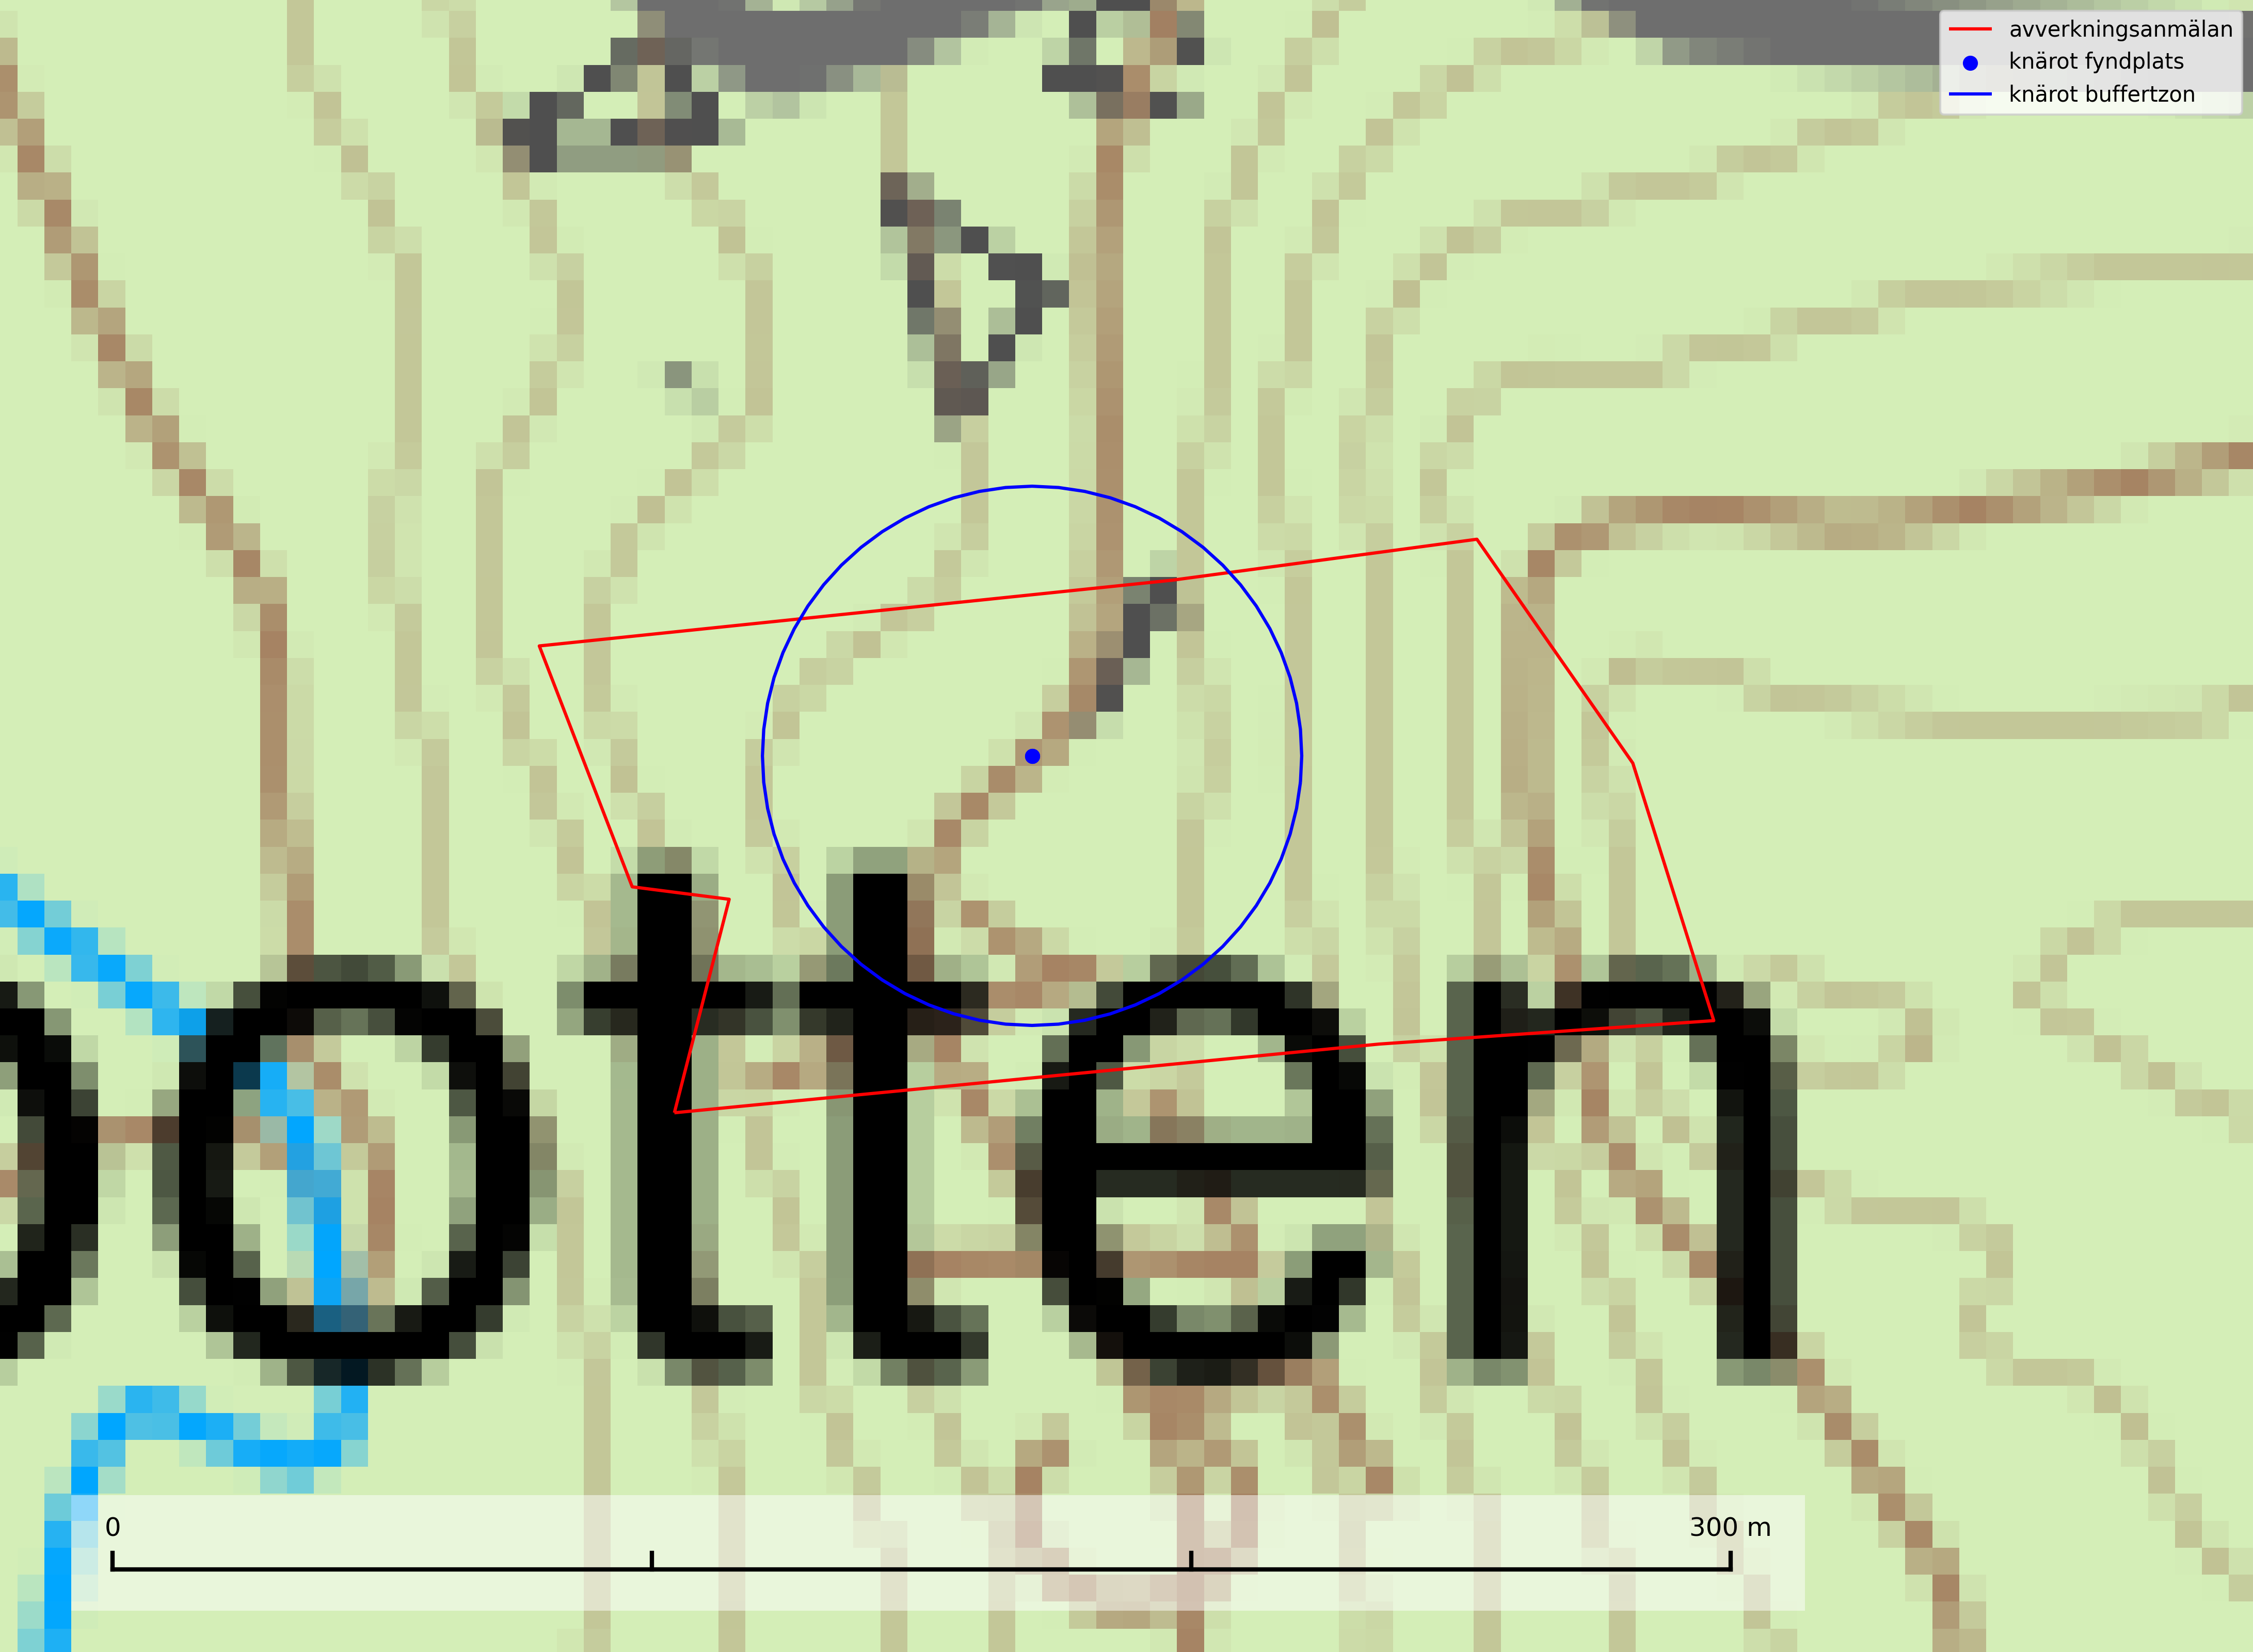 avverkningsanmälan
knärot fyndplats
knärot buffertzon
otten
0 300 m